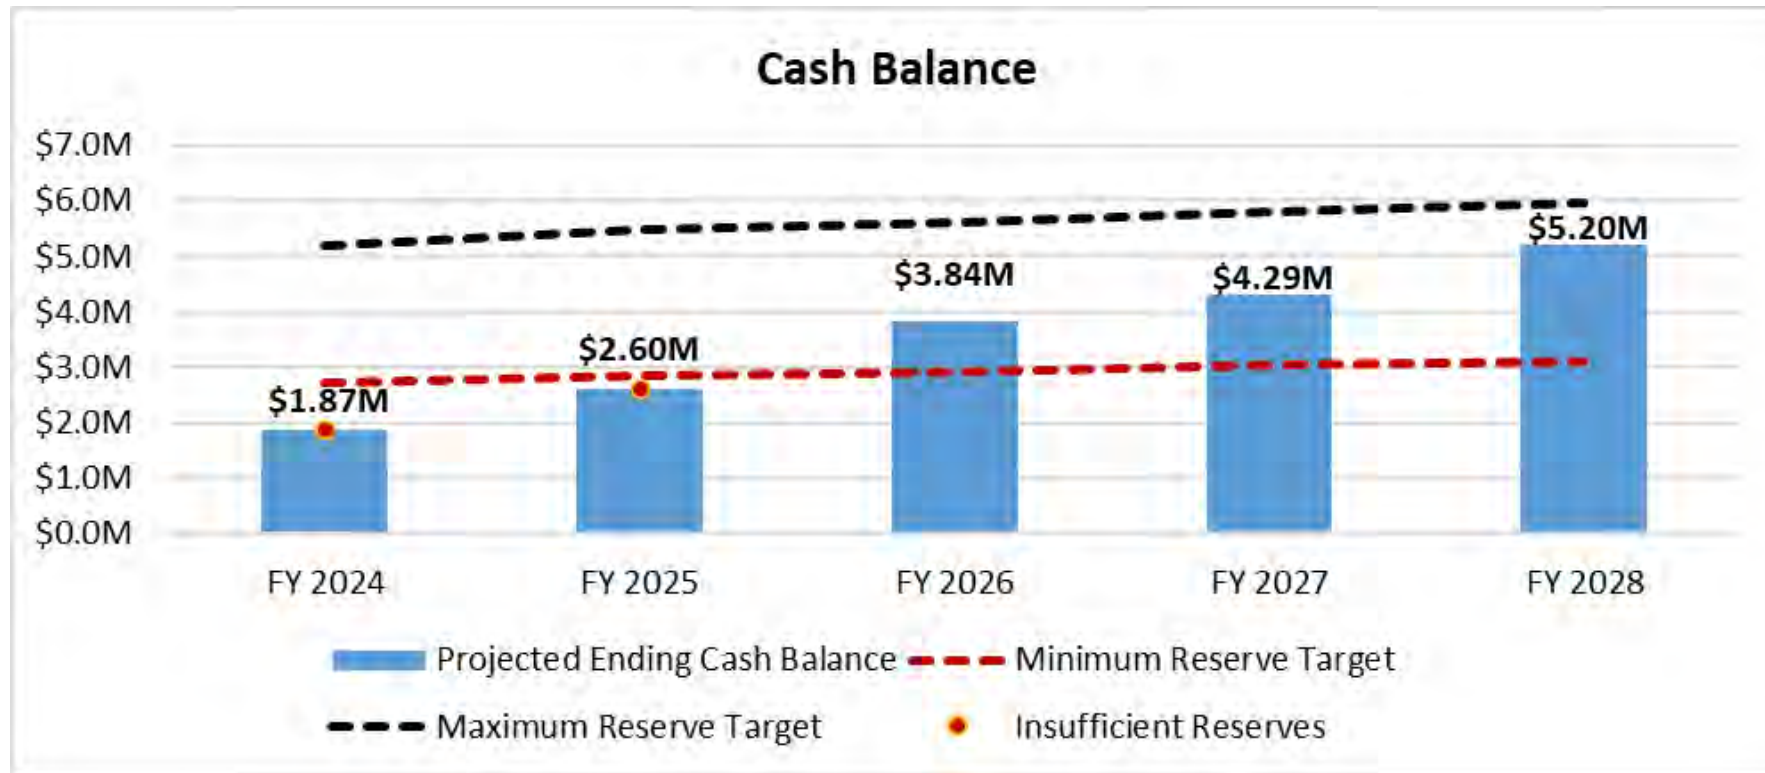 Cash Balance
$7.0M
$6.0M
$5.0M
$4.0M
$3.0M
$2.0M
$1.0M
$0.0M
$1.87M
$2.60M
$3.84M
$4.29M
$5.20M
FY 2024 FY 2025 FY 2026 FY 2027 FY 2028
Projected Ending Cash Balance Minimum Reserve Target
Maximum Reserve Target Insufficient Reserves